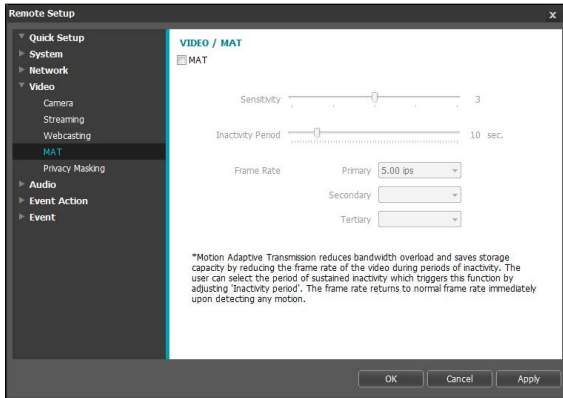 Remote Setup
x
Quick Setup
System
Network
Video
Camera
Streaming
Webcasting
MAT
Privacy Masking
Audio
Event Action
Event
VIDEO / MAT
MAT
Sensitivity 3
Inactivity Period 10 sec.
Frame Rate Primary 5.00 ips
Secondary
Tertiary
*Motion Adaptive Transmission reduces bandwidth overload and saves storage
capacity by reducing the frame rate of the video during periods of inactivity. The
user can select the period of sustained inactivity which triggers this function by
adjusting 'Inactivity period'. The frame rate returns to normal frame rate immediately
upon detecting any motion.
OK Cancel Apply